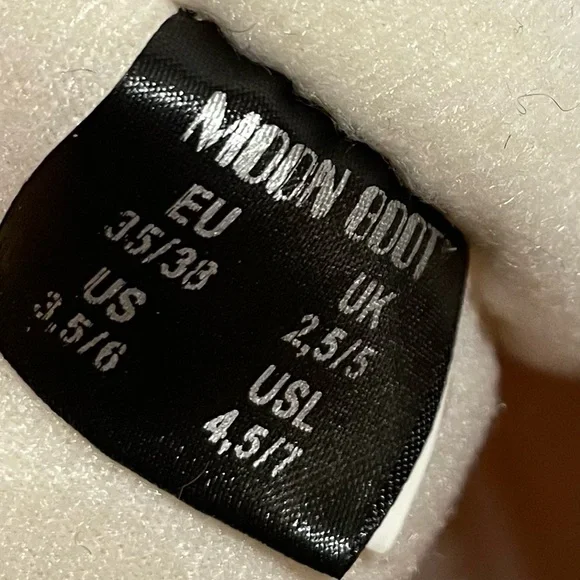 MOON BOOT
EU
35/38
UK
2,5/5
US
3,5/6
USL
4,5/7